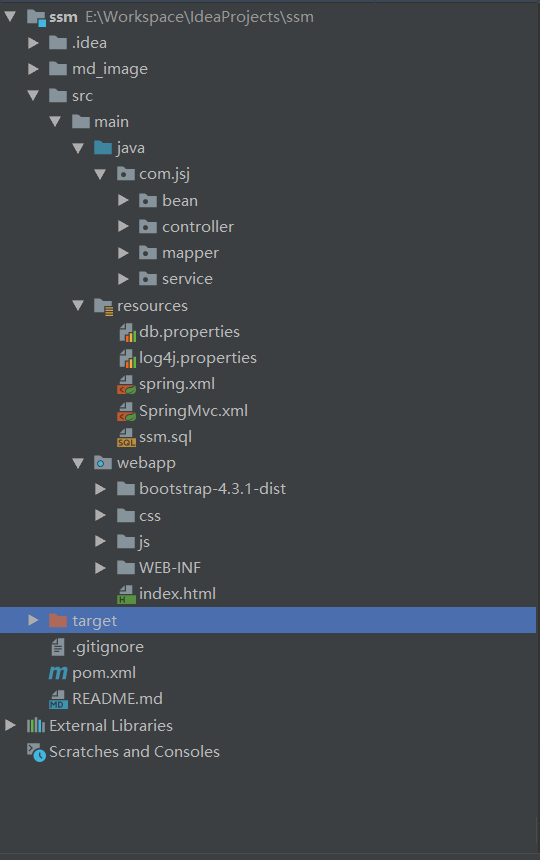 ssm E:\Workspace\IdeaProjects\ssm
.idea
md_image
src
main
java
com.jsj
bean
controller
mapper
service
resources
db.properties
log4j.properties
spring.xml
SpringMvc.xml
SQL ssm.sql
webapp
bootstrap-4.3.1-dist
css
js
WEB-INF
H index.html
target
.gitignore
m pom.xml
MD README.md
External Libraries
Scratches and Consoles